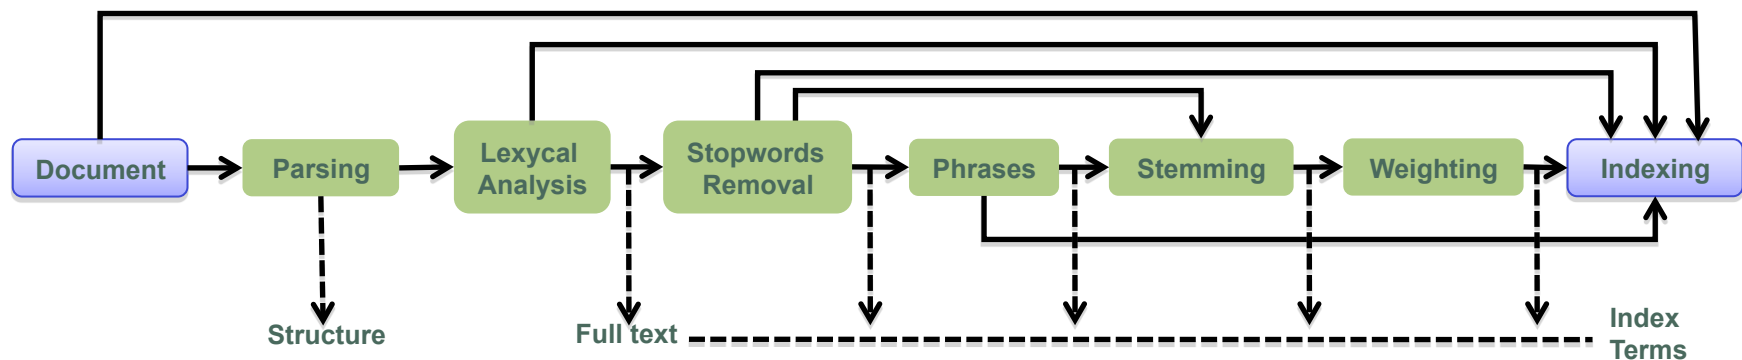 Document
Parsing
Lexycal
Analysis
Stopwords
Removal
Phrases
Stemming
Weighting
Indexing
Structure
Full text
Index
Terms